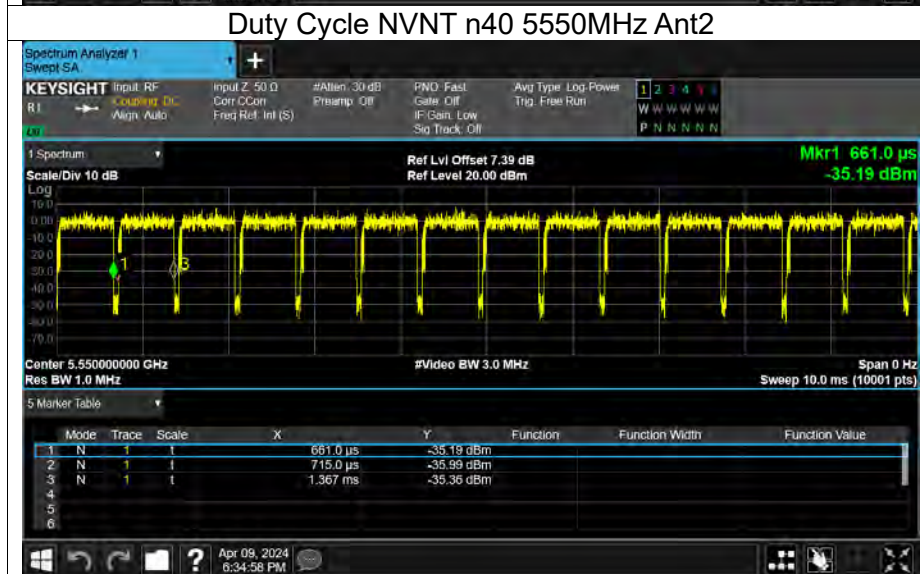 Duty Cycle NVNT n40 5550MHz Ant2
Spectrum Analyzer 1
Swept SA
+
KEYSIGHT Input: RF Input Z: 50 Ω #Atten: 30 dB PNO: Fast Avg Type: Log-Power 1 2 3 4 5 6
Coupling: DC Corr CCorr Preamp: Off Gate: Off Trig: Free Run W W W W W W
Align: Auto Freq Ref: Int (S) IF Gain: Low
Sig Track: Off P N N N N N
1 Spectrum
Ref Lvl Offset 7.39 dB Mkr1 661.0 µs
Scale/Div 10 dB Ref Level 20.00 dBm -35.19 dBm
Log
10.0
0.00
-10.0
-20.0
-30.0
-40.0
-50.0
-60.0
-70.0
1 3
Center 5.550000000 GHz #Video BW 3.0 MHz Span 0 Hz
Res BW 1.0 MHz Sweep 10.0 ms (10001 pts)
5 Marker Table
Mode Trace Scale X Y Function Function Width Function Value
1 N 1 t 661.0 µs -35.19 dBm
2 N 1 t 715.0 µs -35.99 dBm
3 N 1 t 1.367 ms -35.36 dBm
4
5
6
? Apr 09, 2024
6:34:58 PM